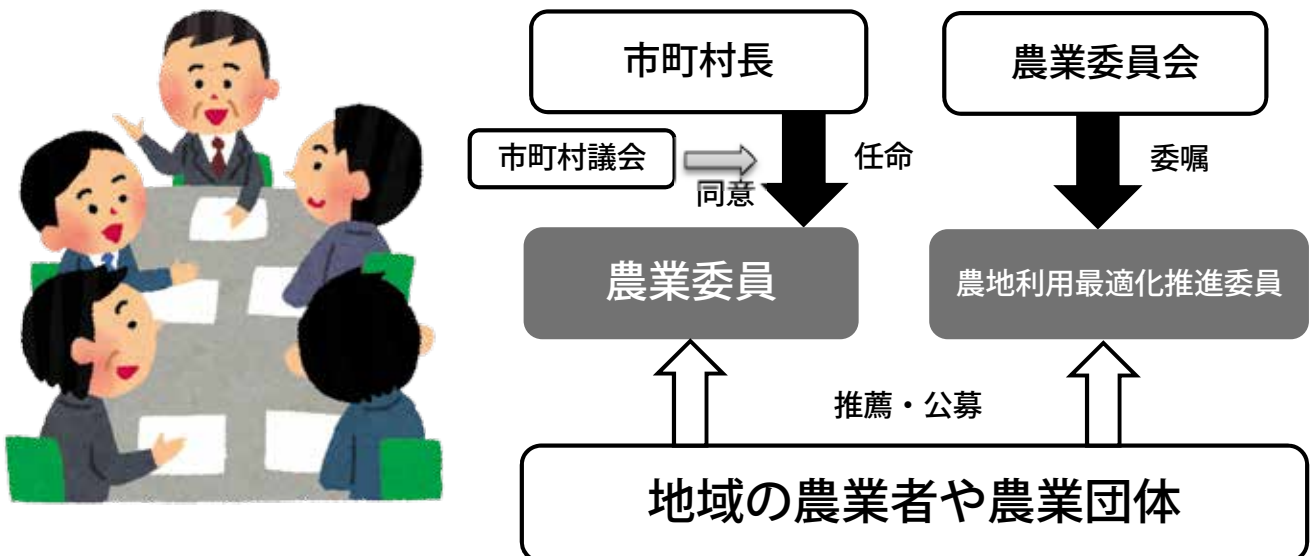 市町村長
農業委員会
市町村議会
同意
任命
委嘱
農業委員
農地利用最適化推進委員
推薦・公募
地域の農業者や農業団体